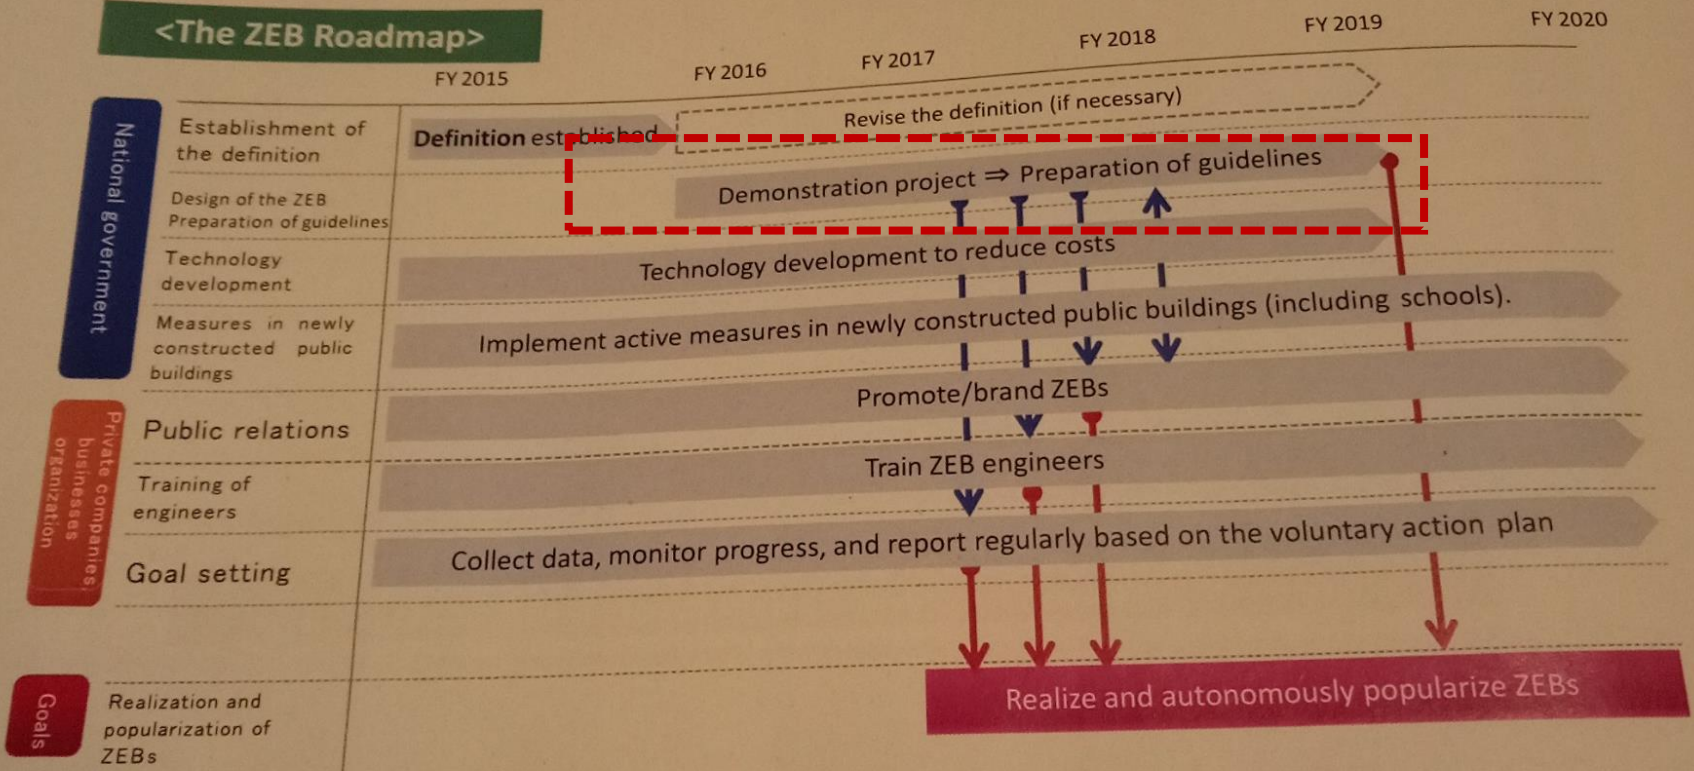 <The ZEB Roadmap>
FY 2015
FY 2016
FY 2017
FY 2018
FY 2019
FY 2020
National government
Establishment of
the definition
Definition established
Revise the definition (if necessary)
Design of the ZEB
Preparation of guidelines
Demonstration project ⇒ Preparation of guidelines
Technology
development
Technology development to reduce costs
Measures in newly
constructed public
buildings
Implement active measures in newly constructed public buildings (including schools).
Private companies
businesses
organization
Public relations
Promote/brand ZEBs
Training of
engineers
Train ZEB engineers
Goal setting
Collect data, monitor progress, and report regularly based on the voluntary action plan
Goals
Realization and
popularization of
ZEBs
Realize and autonomously popularize ZEBs